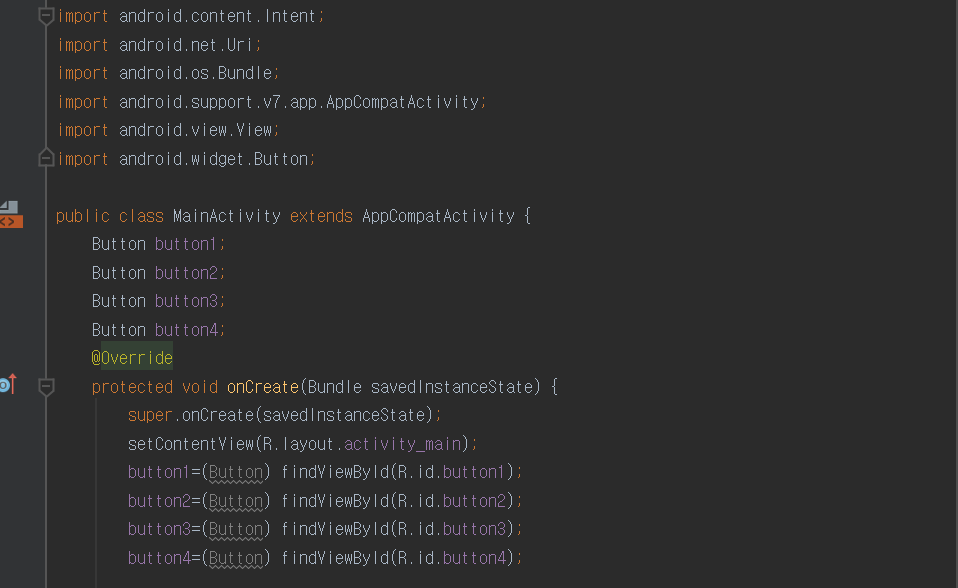 import android.content.Intent;
import android.net.Uri;
import android.os.Bundle;
import android.support.v7.app.AppCompatActivity;
import android.view.View;
import android.widget.Button;
public class MainActivity extends AppCompatActivity {
Button button1;
Button button2;
Button button3;
Button button4;
@Override
protected void onCreate(Bundle savedInstanceState) {
super.onCreate(savedInstanceState);
setContentView(R.layout.activity_main);
button1=(Button) findViewById(R.id.button1);
button2=(Button) findViewById(R.id.button2);
button3=(Button) findViewById(R.id.button3);
button4=(Button) findViewById(R.id.button4);